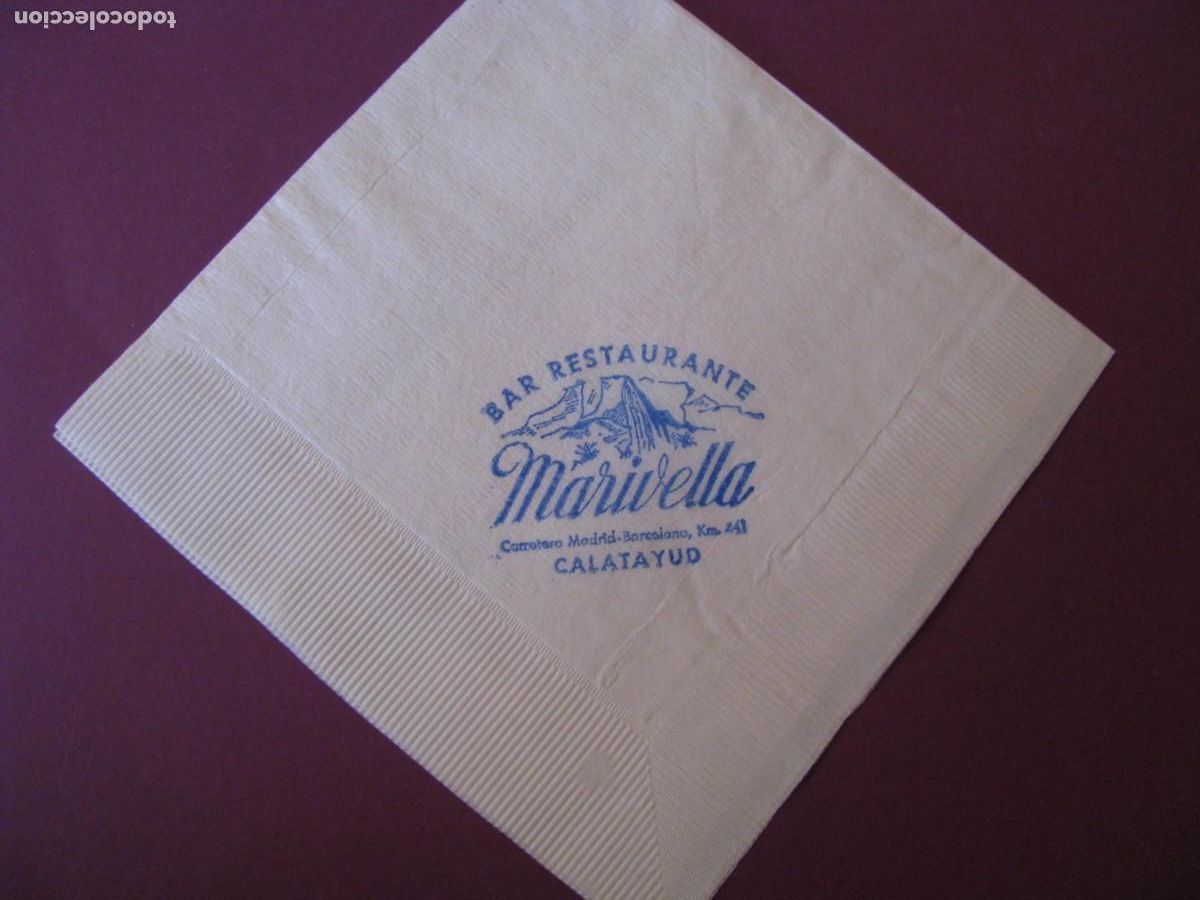 todocoleccion
BAR RESTAURANTE
Marivella
Carretera Madrid-Barcelona, Km. 241
CALATAYUD